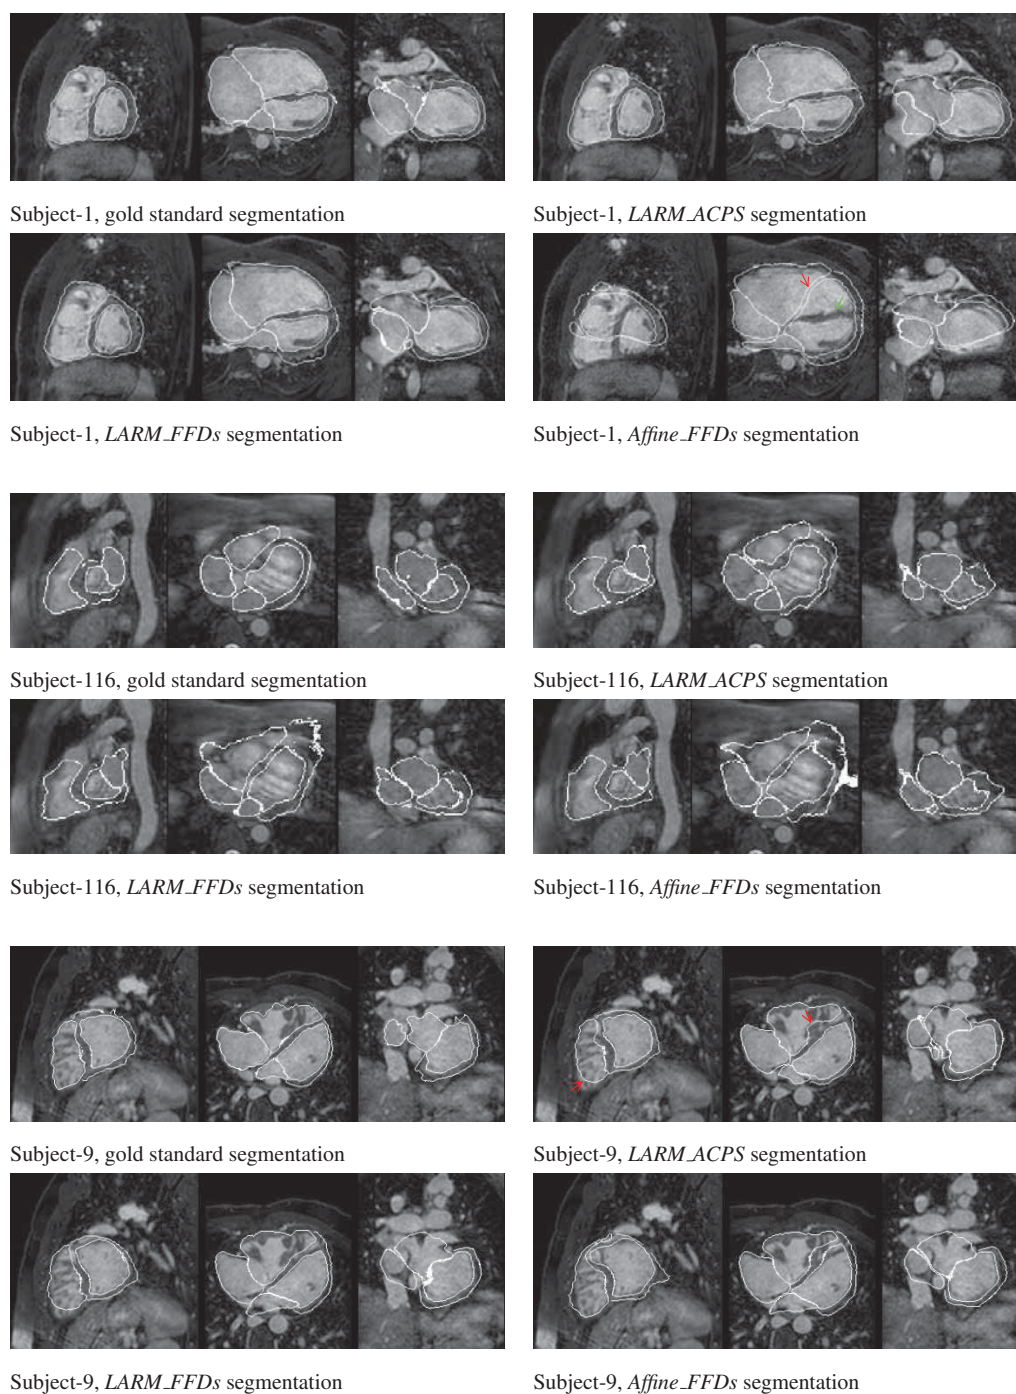 Subject-1, gold standard segmentation
Subject-1, LARM_ACPS segmentation
Subject-1, LARM_FFDs segmentation
Subject-1, Affine_FFDs segmentation
Subject-116, gold standard segmentation
Subject-116, LARM_ACPS segmentation
Subject-116, LARM_FFDs segmentation
Subject-116, Affine_FFDs segmentation
Subject-9, gold standard segmentation
Subject-9, LARM_ACPS segmentation
Subject-9, LARM_FFDs segmentation
Subject-9, Affine_FFDs segmentation